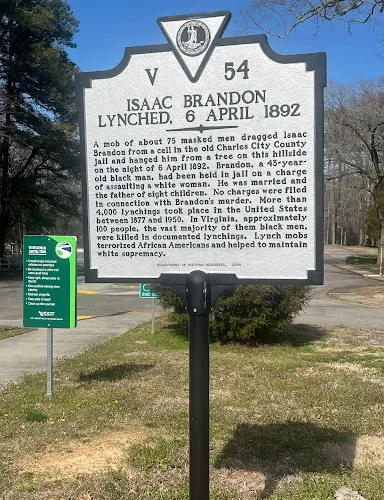 V 54
ISAAC BRANDON
LYNCHED, 6 APRIL 1892
A mob of about 75 masked men dragged Isaac
Brandon from a cell in the old Charles City County
jail and hanged him from a tree on this hillside
on the night of 6 April 1892. Brandon, a 43-year-
old black man, had been held in jail on a charge
of assaulting a white woman. He was married and
the father of eight children. No charges were filed
in connection with Brandon's murder. More than
4,000 lynchings took place in the United States
between 1877 and 1950. In Virginia, approximately
100 people, the vast majority of them black men,
were killed in documented lynchings. Lynch mobs
terrorized African Americans and helped to maintain
white supremacy.
DEPARTMENT OF HISTORIC RESOURCES,
VIRGINIA
CAPITAL TRAIL
VDOT